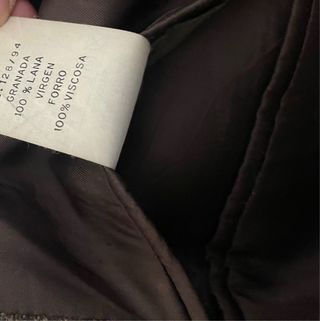 128/94
GRANADA
100 % LANA
VIRGEN
FORRO
100% VISCOSA